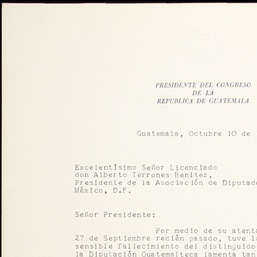 PRESIDENTE DEL CONGRESO
DE LA
REPUBLICA DE GUATEMALA
Guatemala, Octubre 10 de
Excelentísimo Señor Licenciado
don Alberto Terrones Benítez,
Presidente de la Asociación de Diputad
México, D.F.
Señor Presidente:
Por medio de su atent
27 de Septiembre recién pasado, tuve l
sensible fallecimiento del distinguido
la Diputación Guatemalteca lamenta tan